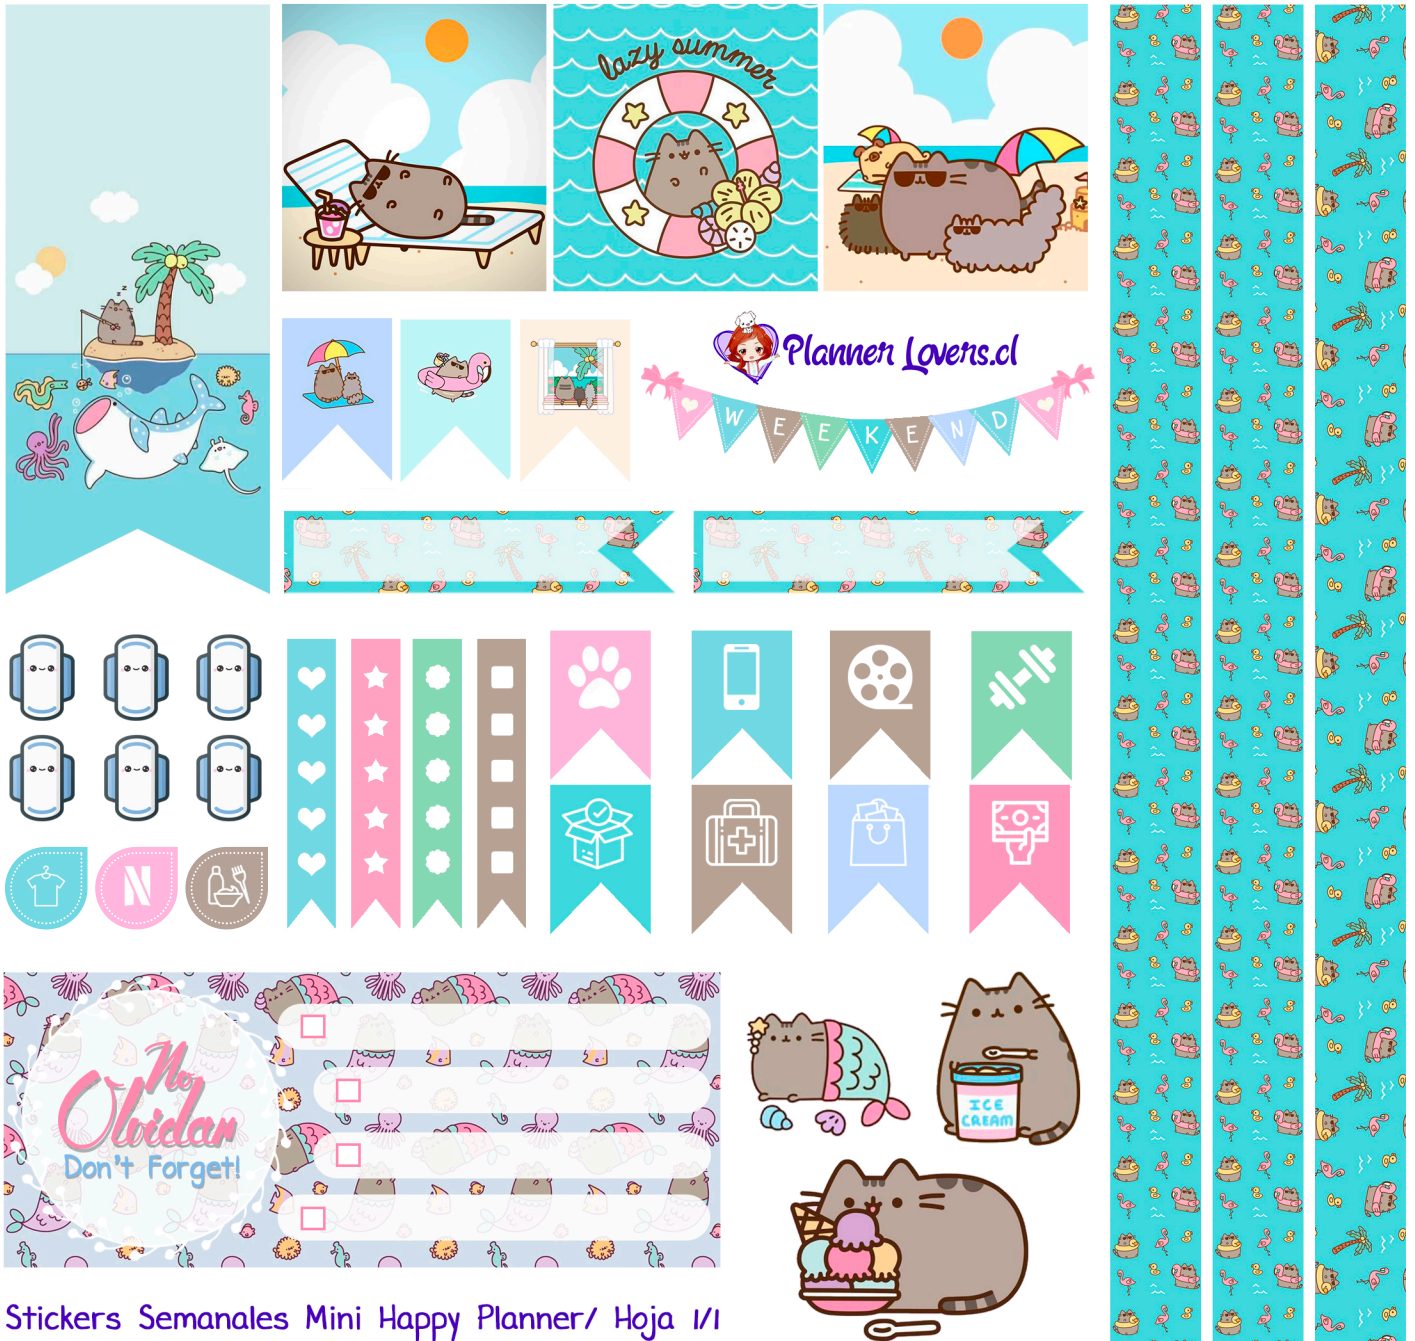 lazy summer
Planner Lovers.cl
WEEKEND
z z
N
No
Olvidar
Don't Forget!
ICE
CREAM
Stickers Semanales Mini Happy Planner/ Hoja 1/1